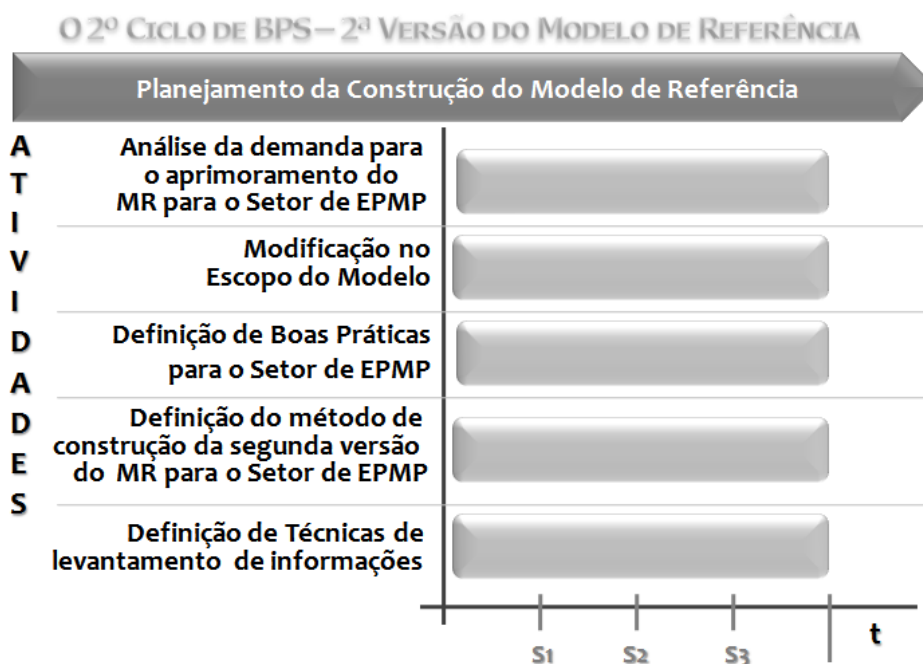 O 2º CICLO DE BPS – 2ª VERSÃO DO MODELO DE REFERÊNCIA
Planejamento da Construção do Modelo de Referência
ATIVIDADES
Análise da demanda para
o aprimoramento do
MR para o Setor de EPMP
Modificação no
Escopo do Modelo
Definição de Boas Práticas
para o Setor de EPMP
Definição do método de
construção da segunda versão
do MR para o Setor de EPMP
Definição de Técnicas de
levantamento de informações
S1 S2 S3 t